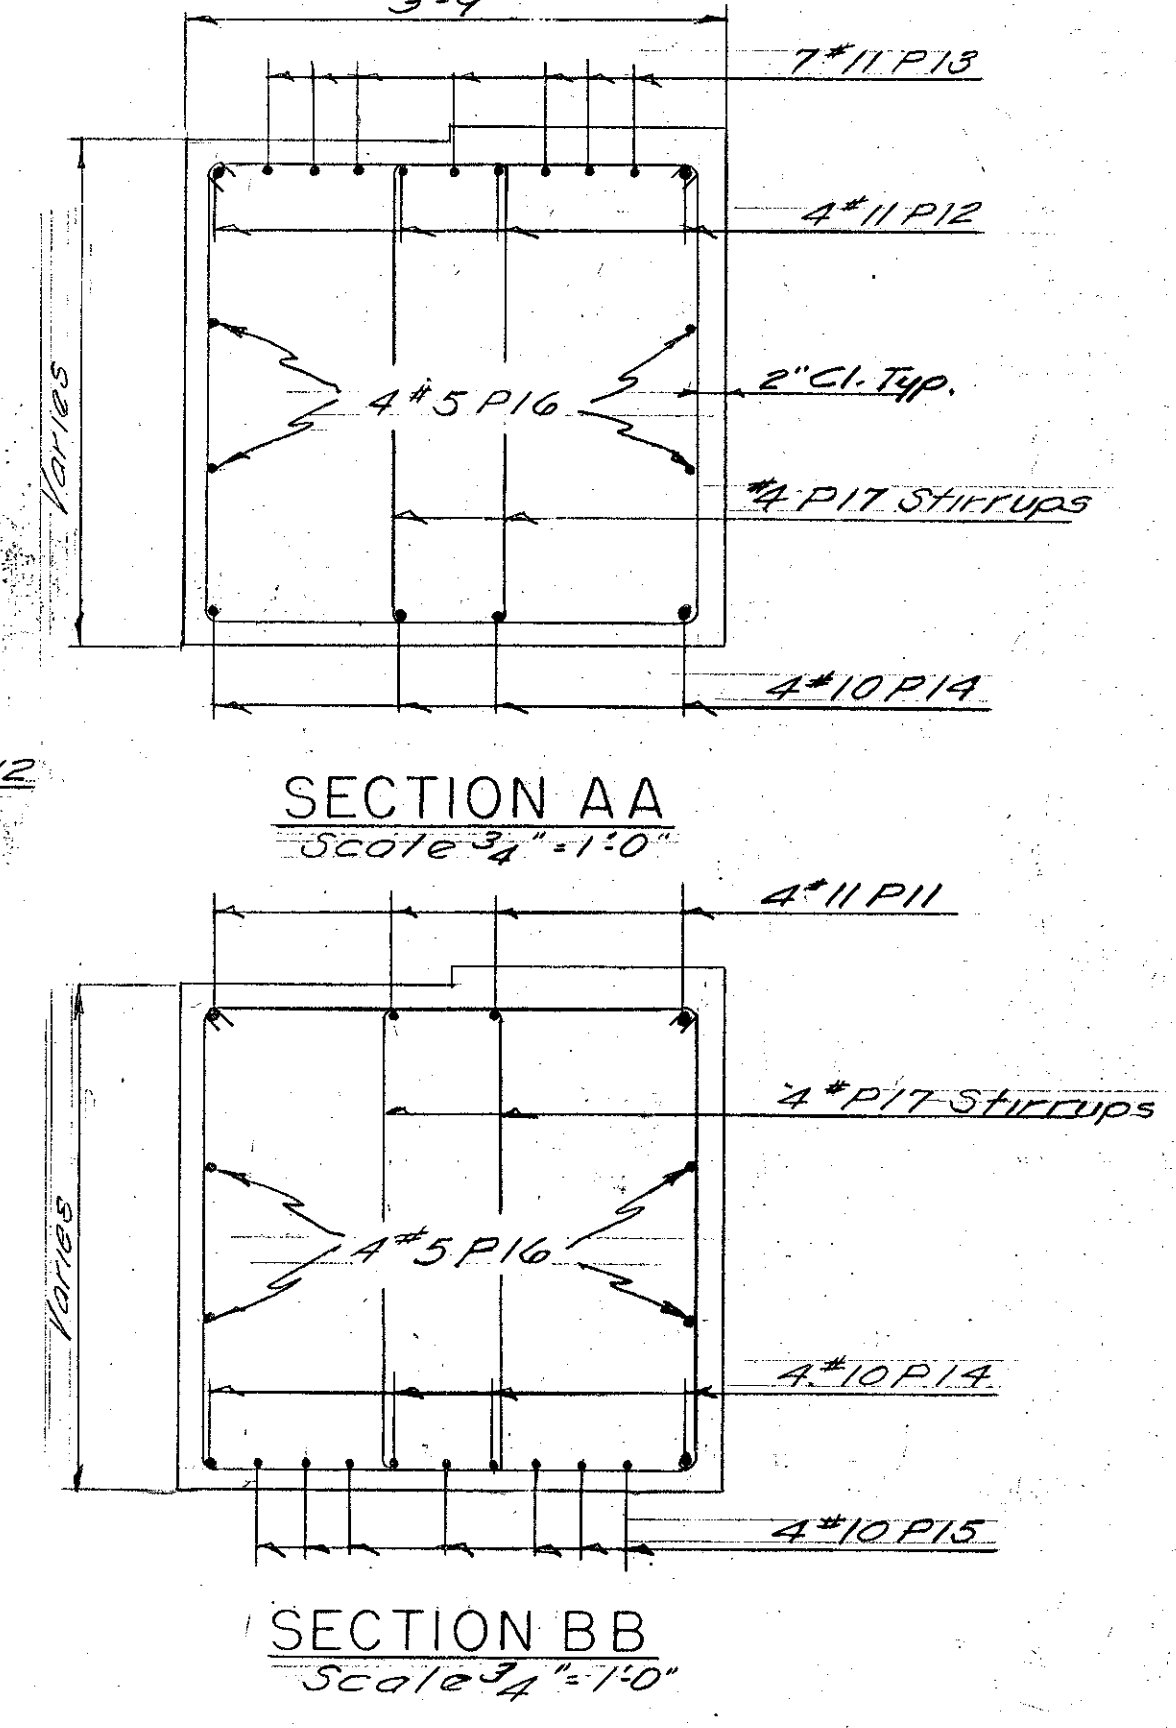 7 #11 P13
4 #11 P12
Varies
4 #5 P16
2" Cl. Typ.
#4 P17 Stirrups
4 #10 P14
SECTION AA
Scale 3/4" = 1'-0"
4 #11 P11
4 # P17 Stirrups
Varies
4 #5 P16
4 #10 P14
4 #10 P15
SECTION BB
Scale 3/4" = 1'-0"